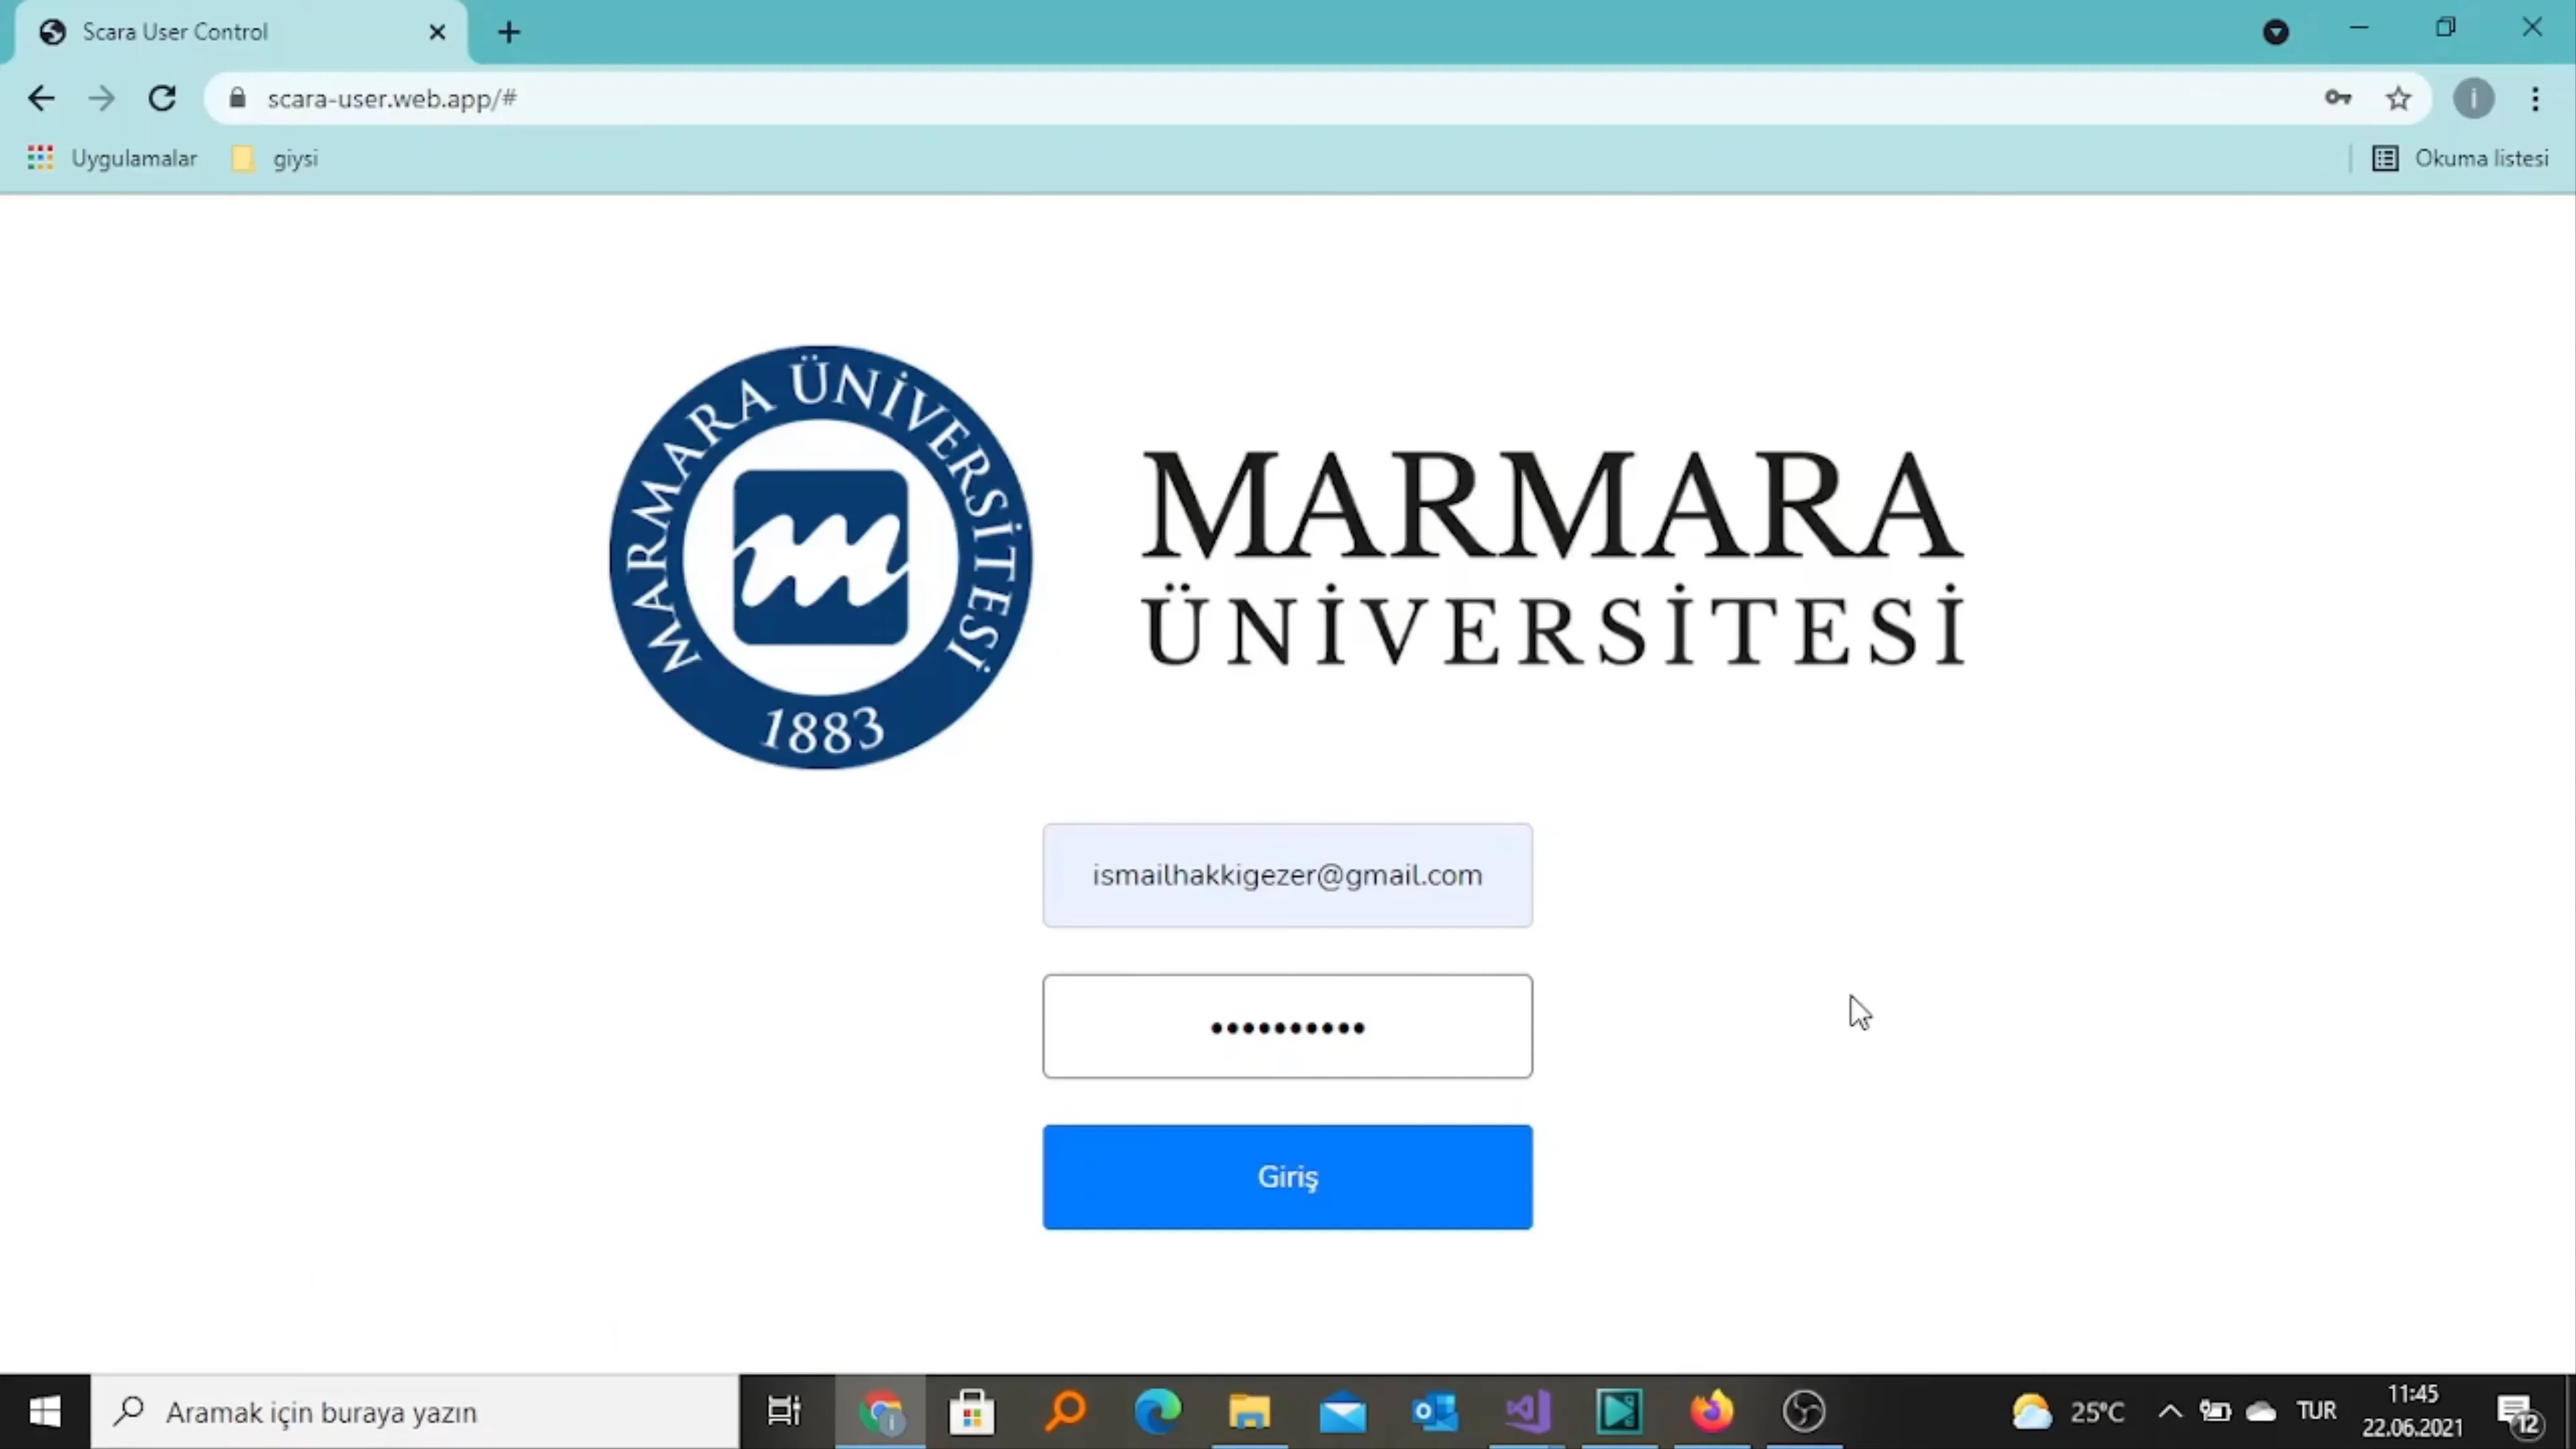 Scara User Control
scara-user.web.app/#
i
Uygulamalar
giysi
Okuma listesi
MARMARA ÜNİVERSİTESİ
1883
MARMARA
ÜNİVERSİTESİ
ismailhakkigezer@gmail.com
••••••••••
Giriş
Aramak için buraya yazın
25°C
TUR
11:45
22.06.2021
12